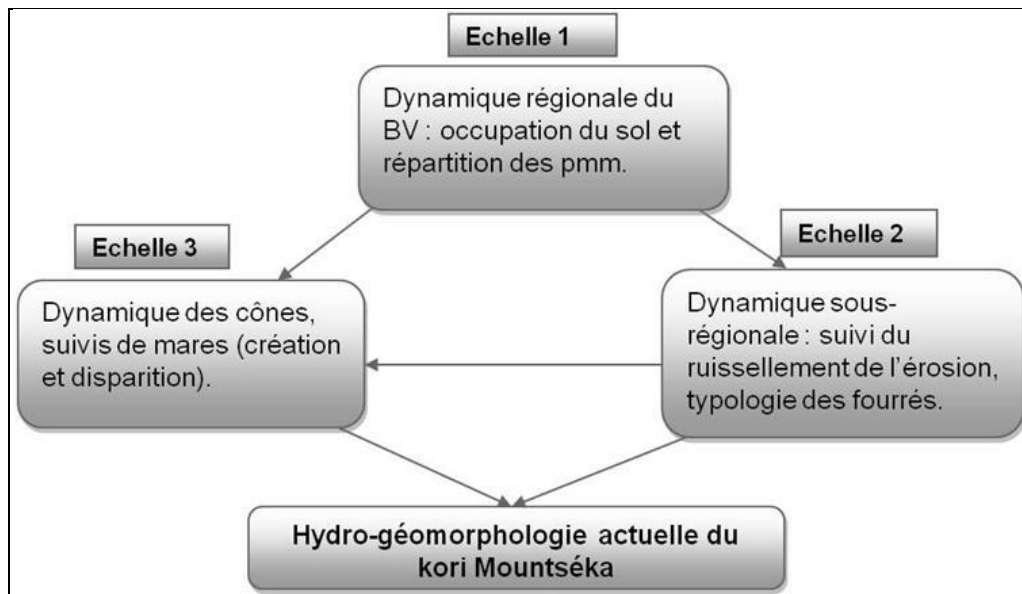 Echelle 1
Dynamique régionale du
BV : occupation du sol et
répartition des pmm.
Echelle 3
Echelle 2
Dynamique des cônes,
suivis de mares (création
et disparition).
Dynamique sous-
régionale : suivi du
ruissellement de l’érosion,
typologie des fourrés.
Hydro-géomorphologie actuelle du
kori Mountséka